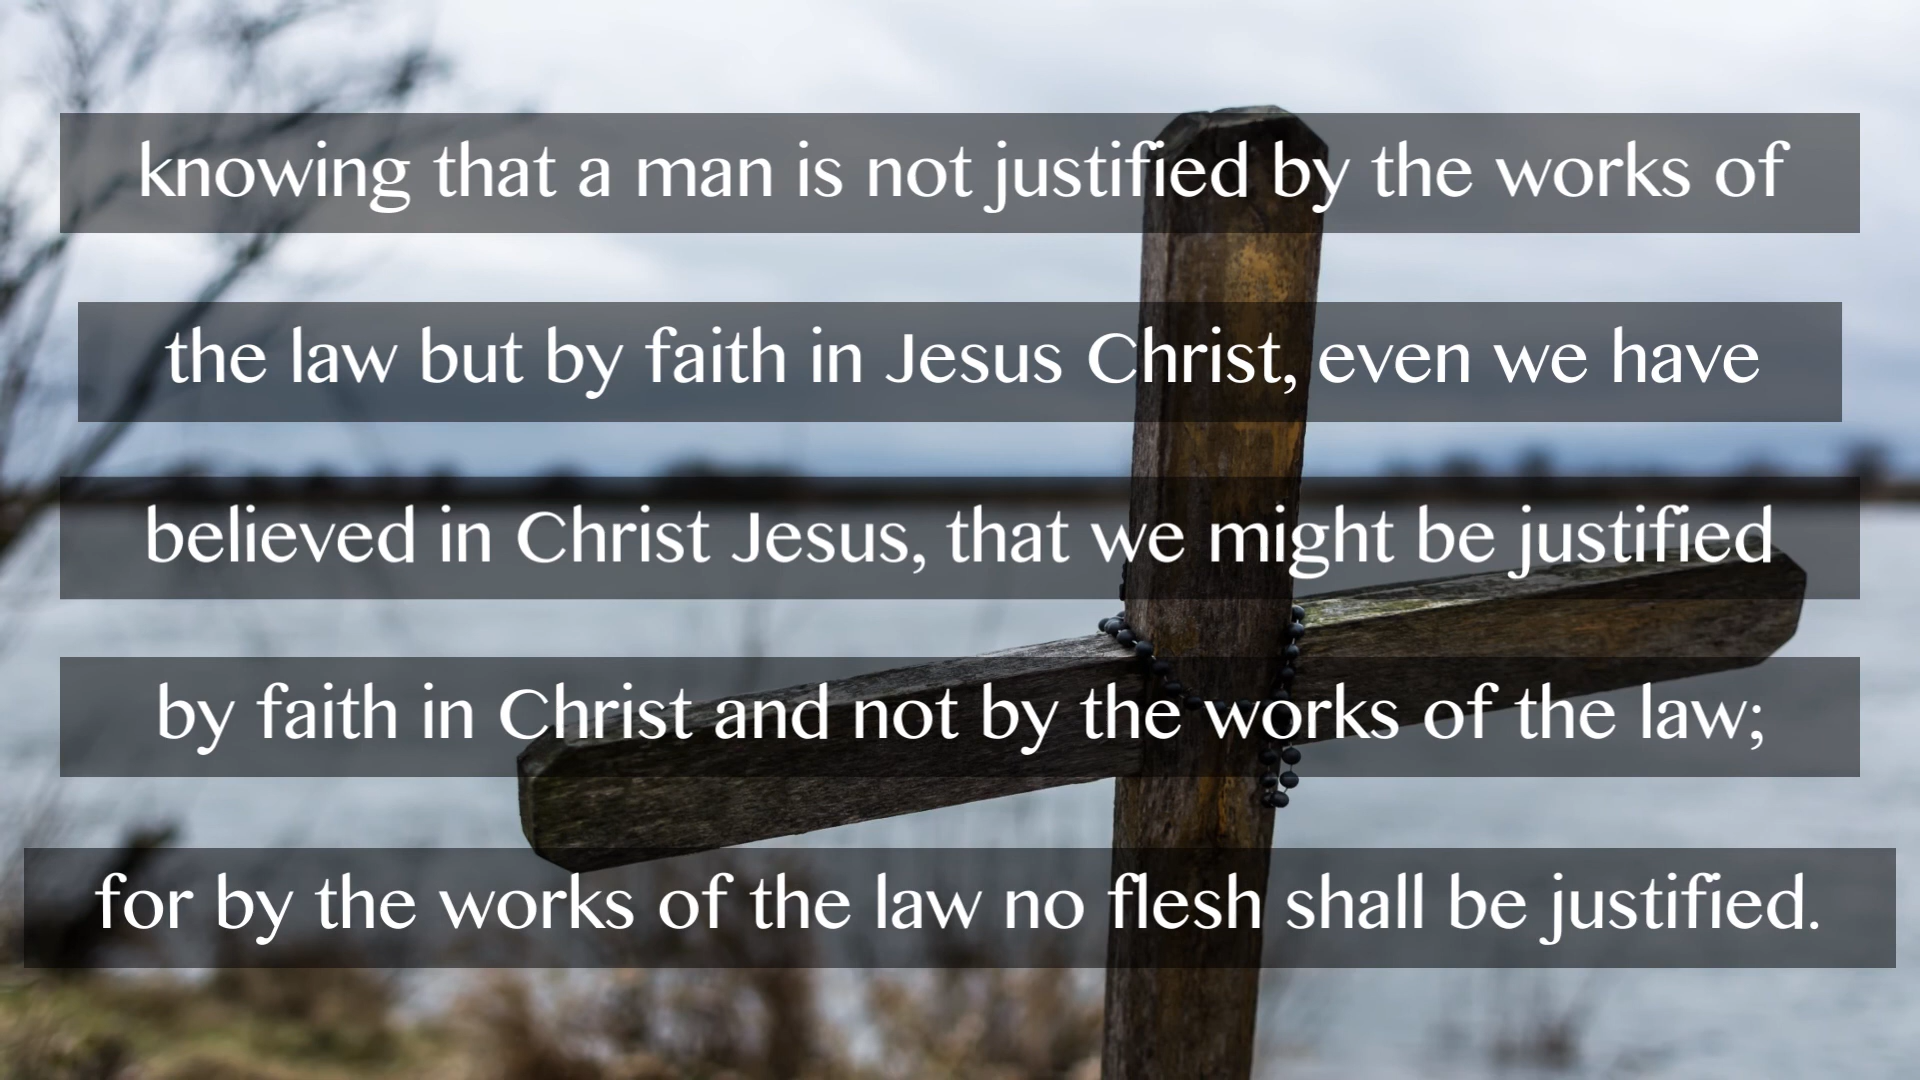 knowing that a man is not justified by the works of
the law but by faith in Jesus Christ, even we have
believed in Christ Jesus, that we might be justified
by faith in Christ and not by the works of the law;
for by the works of the law no flesh shall be justified.